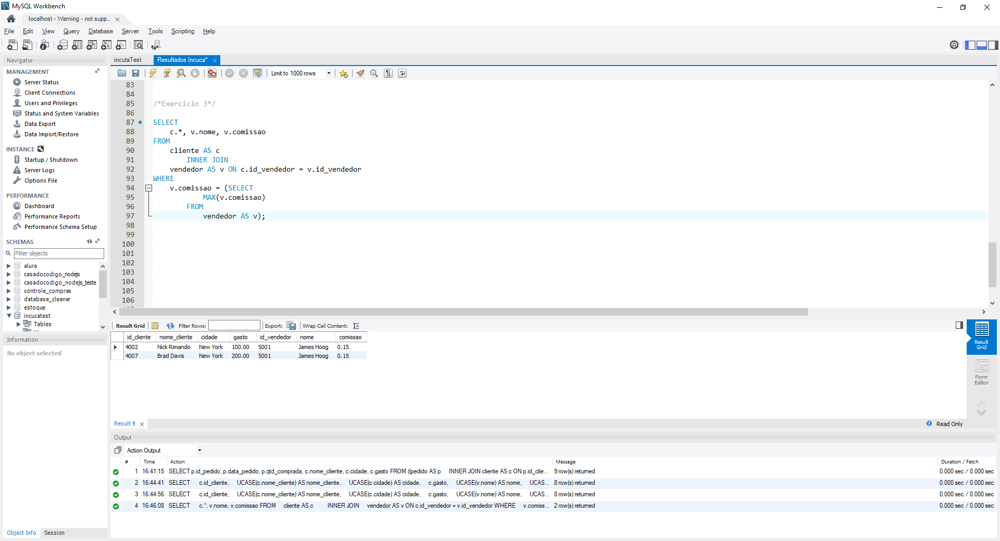 MySQL Workbench
localhost - Warning - not supp...
File Edit View Query Database Server Tools Scripting Help
Navigator
MANAGEMENT
Server Status
Client Connections
Users and Privileges
Status and System Variables
Data Export
Data Import/Restore
INSTANCE
Startup / Shutdown
Server Logs
Options File
PERFORMANCE
Dashboard
Performance Reports
Performance Schema Setup
SCHEMAS
Filter objects
alura
casadocodigo_nodejs
casadocodigo_nodejs_teste
controle_compras
database_cleaner
estoque
incucatest
Tables
Information
No object selected
Object Info Session
incutaTest Resultados Incuca*
Limit to 1000 rows
83
84
85 /*Exercicio 3*/
86
87 SELECT
88 c.*, v.nome, v.comissao
89 FROM
90 cliente AS c
91 INNER JOIN
92 vendedor AS v ON c.id_vendedor = v.id_vendedor
93 WHERE
94 v.comissao = (SELECT
95 MAX(v.comissao)
96 FROM
97 vendedor AS v);
98
99
100
101
102
103
104
105
106
Result Grid Filter Rows: Export: Wrap Cell Content:
id_cliente nome_cliente cidade gasto id_vendedor nome comissao
4002 Nick Rimando New York 100.00 5001 James Hoog 0.15
4007 Brad Davis New York 200.00 5001 James Hoog 0.15
Result Grid
Form Editor
Result 8 Read Only
Output
Action Output
# Time Action Message Duration / Fetch
1 16:41:15 SELECT p.id_pedido, p.data_pedido, p.qtd_comprada, c.nome_cliente, c.cidade, c.gasto FROM ((pedido AS p INNER JOIN cliente AS c ON p.id_clie... 9 row(s) returned 0.000 sec / 0.000 sec
2 16:44:41 SELECT c.id_cliente, UCASE(c.nome_cliente) AS nome_cliente, UCASE(c.cidade) AS cidade, c.gasto, UCASE(v.nome) AS nome, UCAS... 8 row(s) returned 0.000 sec / 0.000 sec
3 16:44:56 SELECT c.id_cliente, UCASE(c.nome_cliente) AS nome_cliente, UCASE(c.cidade) AS cidade, c.gasto, UCASE(v.nome) AS nome, UCAS... 8 row(s) returned 0.000 sec / 0.000 sec
4 16:46:08 SELECT c.*, v.nome, v.comissao FROM cliente AS c INNER JOIN vendedor AS v ON c.id_vendedor = v.id_vendedor WHERE v.comiss... 2 row(s) returned 0.000 sec / 0.000 sec